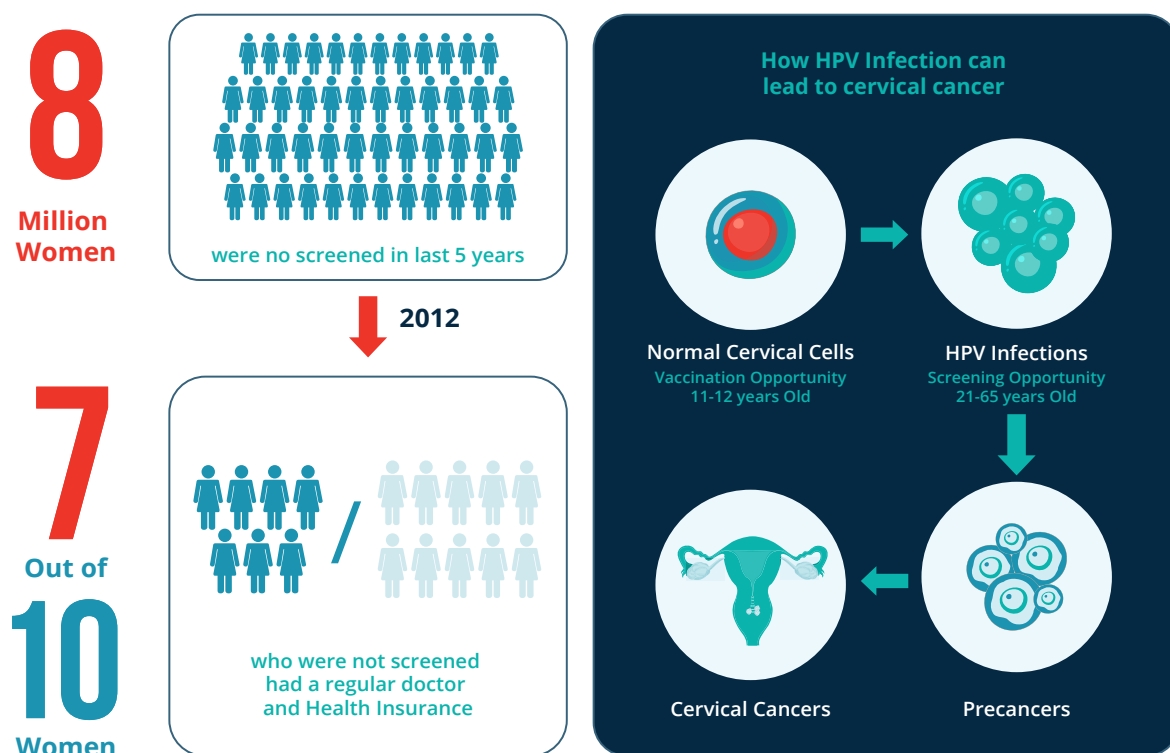 8
Million
Women
were no screened in last 5 years
2012
7
Out of
10
Women
who were not screened
had a regular doctor
and Health Insurance
How HPV Infection can
lead to cervical cancer
Normal Cervical Cells
Vaccination Opportunity
11-12 years Old
HPV Infections
Screening Opportunity
21-65 years Old
Cervical Cancers
Precancers